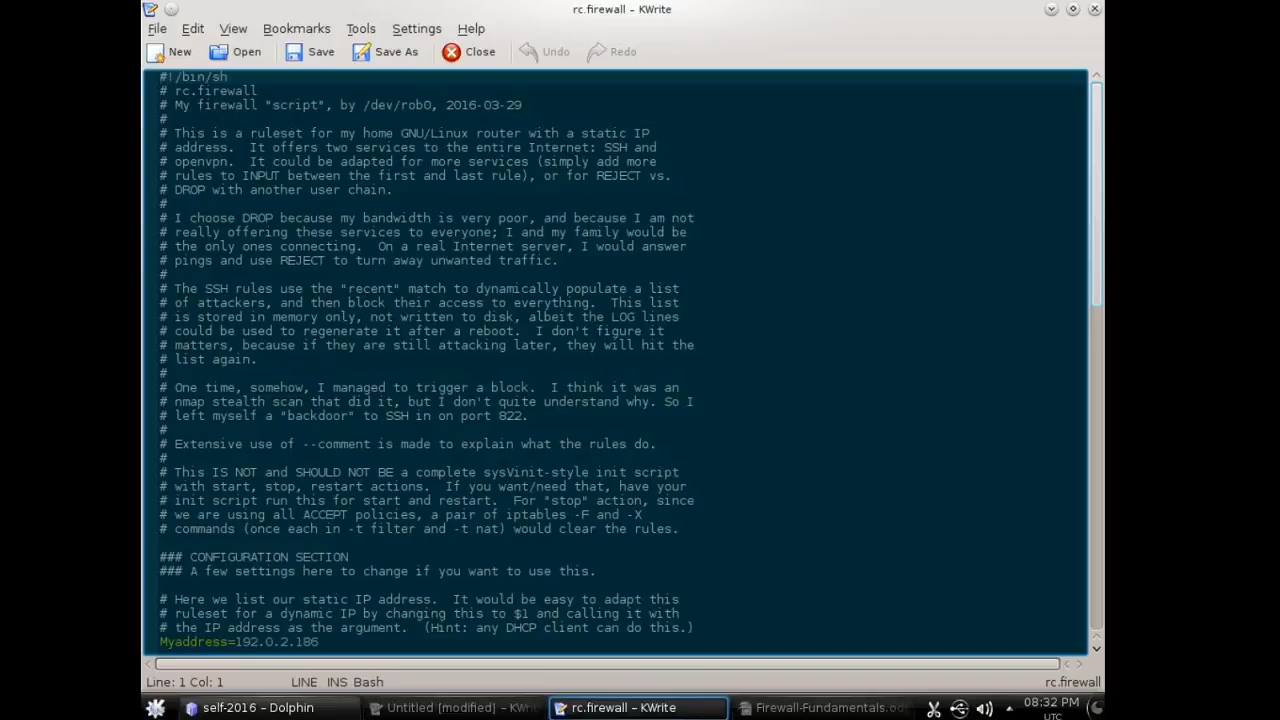 rc.firewall – KWrite
File Edit View Bookmarks Tools Settings Help
New Open Save Save As Close Undo Redo
#!/bin/sh
# rc.firewall
# My firewall "script", by /dev/rob0, 2016-03-29
#
# This is a ruleset for my home GNU/Linux router with a static IP
# address.  It offers two services to the entire Internet: SSH and
# openvpn.  It could be adapted for more services (simply add more
# rules to INPUT between the first and last rule), or for REJECT vs.
# DROP with another user chain.
#
# I choose DROP because my bandwidth is very poor, and because I am not
# really offering these services to everyone; I and my family would be
# the only ones connecting.  On a real Internet server, I would answer
# pings and use REJECT to turn away unwanted traffic.
#
# The SSH rules use the "recent" match to dynamically populate a list
# of attackers, and then block their access to everything.  This list
# is stored in memory only, not written to disk, albeit the LOG lines
# could be used to regenerate it after a reboot.  I don't figure it
# matters, because if they are still attacking later, they will hit the
# list again.
#
# One time, somehow, I managed to trigger a block.  I think it was an
# nmap stealth scan that did it, but I don't quite understand why. So I
# left myself a "backdoor" to SSH in on port 822.
#
# Extensive use of --comment is made to explain what the rules do.
#
# This IS NOT and SHOULD NOT BE a complete sysVinit-style init script
# with start, stop, restart actions.  If you want/need that, have your
# init script run this for start and restart.  For "stop" action, since
# we are using all ACCEPT policies, a pair of iptables -F and -X
# commands (once each in -t filter and -t nat) would clear the rules.
### CONFIGURATION SECTION
### A few settings here to change if you want to use this.
# Here we list our static IP address.  It would be easy to adapt this
# ruleset for a dynamic IP by changing this to $1 and calling it with
# the IP address as the argument.  (Hint: any DHCP client can do this.)
Myaddress=192.0.2.186
Line: 1 Col: 1 LINE INS Bash rc.firewall
self-2016 – Dolphin Untitled [modified] – KWri rc.firewall – KWrite Firewall-Fundamentals.od 08:32 PM
UTC